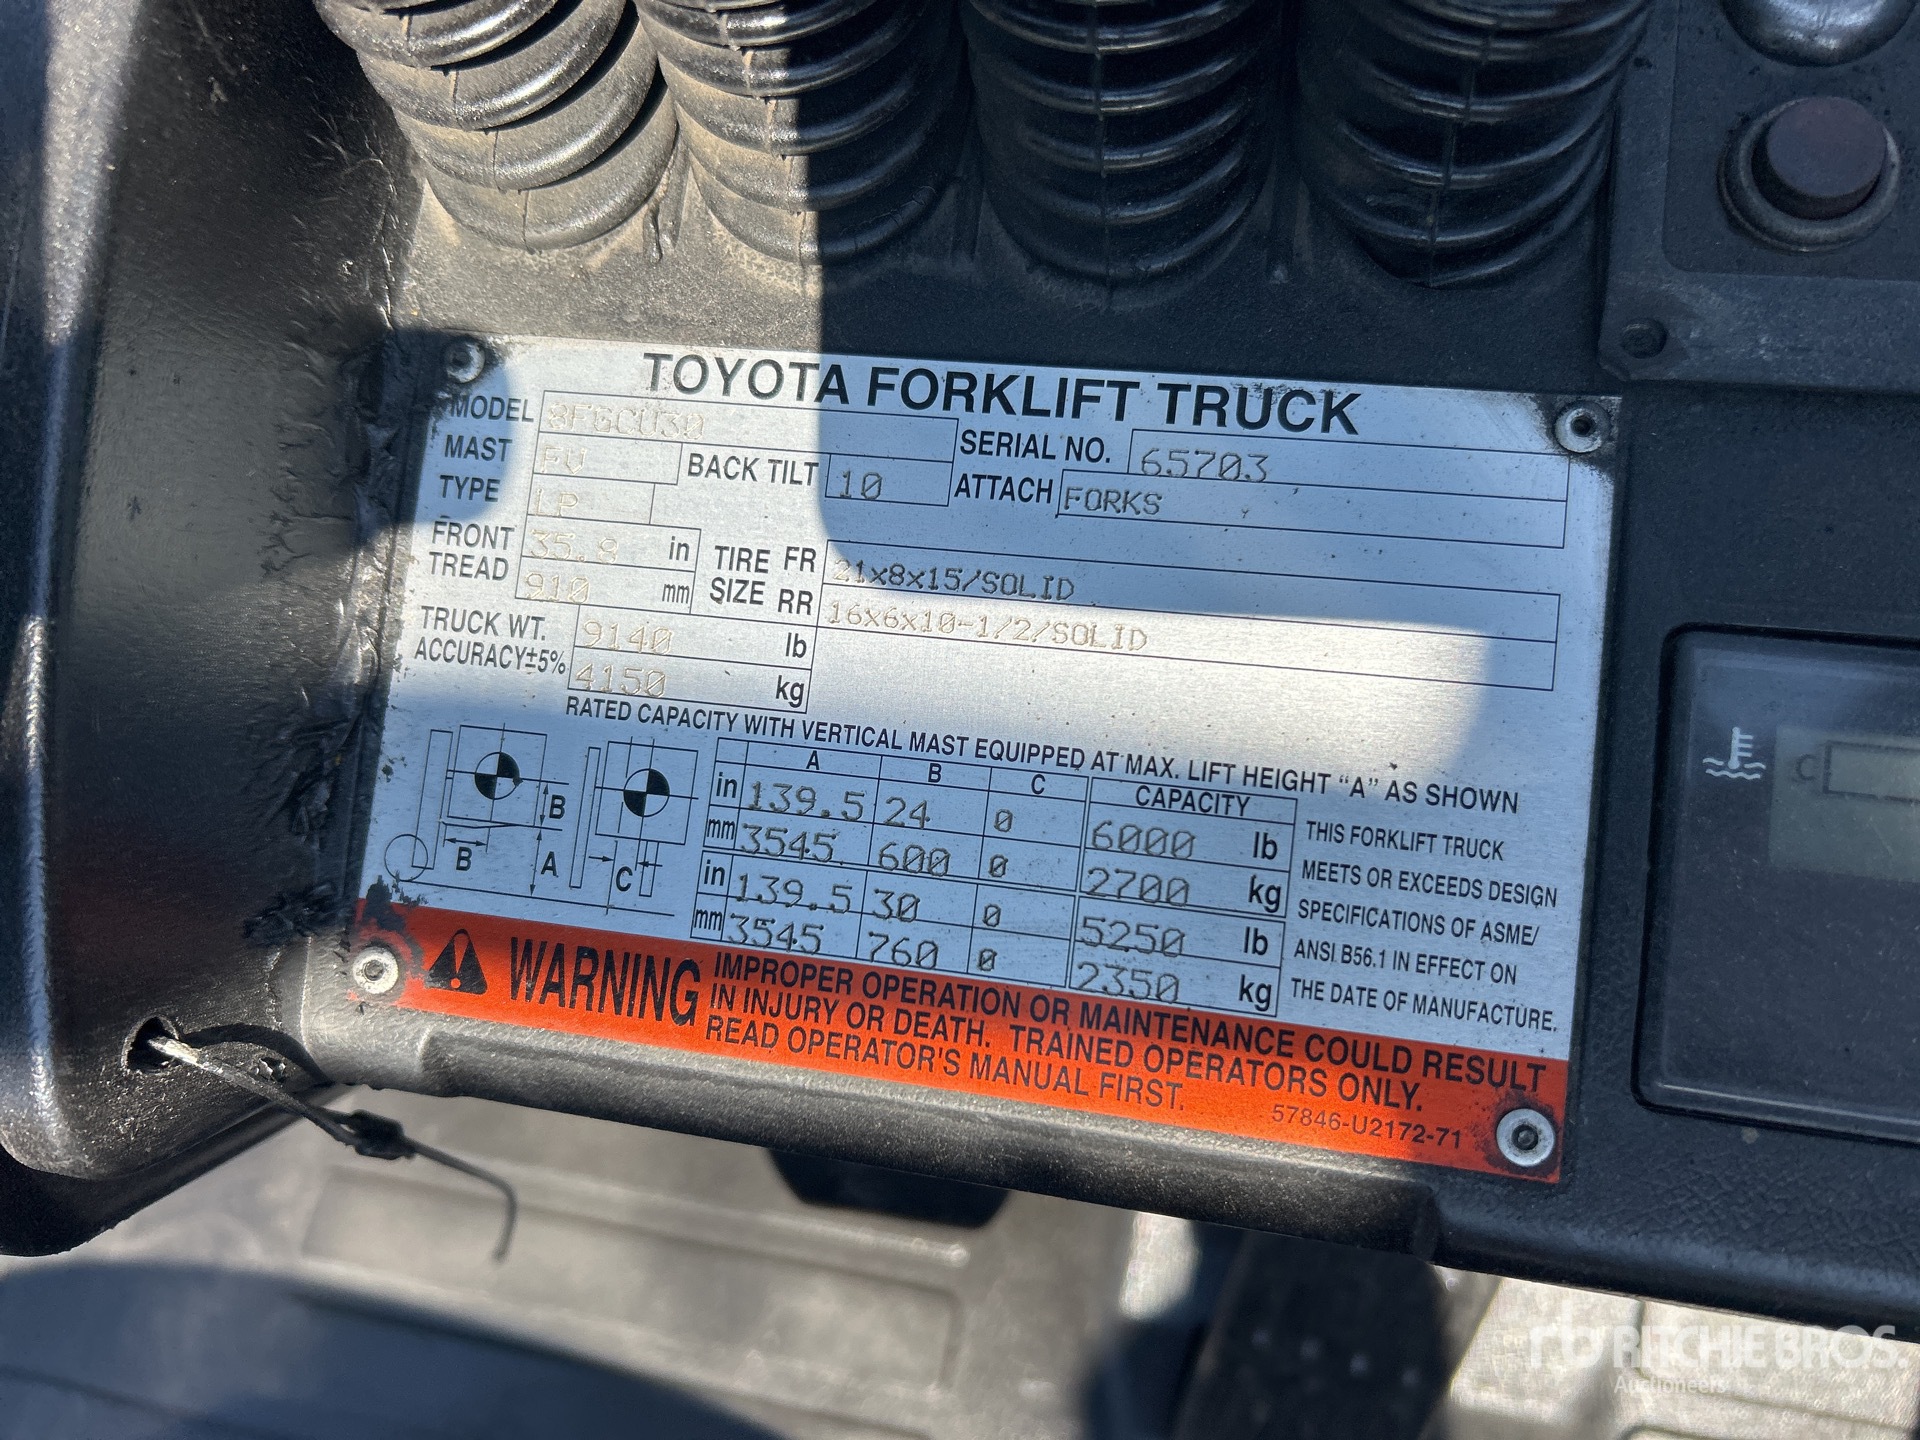 TOYOTA FORKLIFT TRUCK
MODEL 8FGCU30 SERIAL NO. 65703
MAST FV BACK TILT 10 ATTACH FORKS
TYPE LP
FRONT TREAD 35.8 in TIRE SIZE FR 21x8x15/SOLID
910 mm RR 16x6x10-1/2/SOLID
TRUCK WT. 9140 lb
ACCURACY±5% 4150 kg
RATED CAPACITY WITH VERTICAL MAST EQUIPPED AT MAX. LIFT HEIGHT “A” AS SHOWN
A B C CAPACITY
in 139.5 24 0 6000 lb
mm 3545 600 0 2700 kg
in 139.5 30 0 5250 lb
mm 3545 760 0 2350 kg
B
B
A
C
THIS FORKLIFT TRUCK
MEETS OR EXCEEDS DESIGN
SPECIFICATIONS OF ASME/
ANSI B56.1 IN EFFECT ON
THE DATE OF MANUFACTURE.
WARNING IMPROPER OPERATION OR MAINTENANCE COULD RESULT
IN INJURY OR DEATH. TRAINED OPERATORS ONLY.
READ OPERATOR'S MANUAL FIRST.
57846-U2172-71
C
rb RITCHIE BROS.
Auctioneers